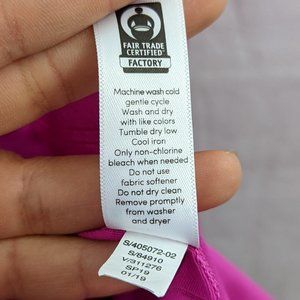 FAIR TRADE
CERTIFIED
FACTORY
Machine wash cold
gentle cycle
Wash and dry
with like colors
Tumble dry low
Cool iron
Only non-chlorine
bleach when needed
Do not use
fabric softener
Do not dry clean
Remove promptly
from washer
and dryer
S/405072-02
S/84910
V/311276
SP19
01/19